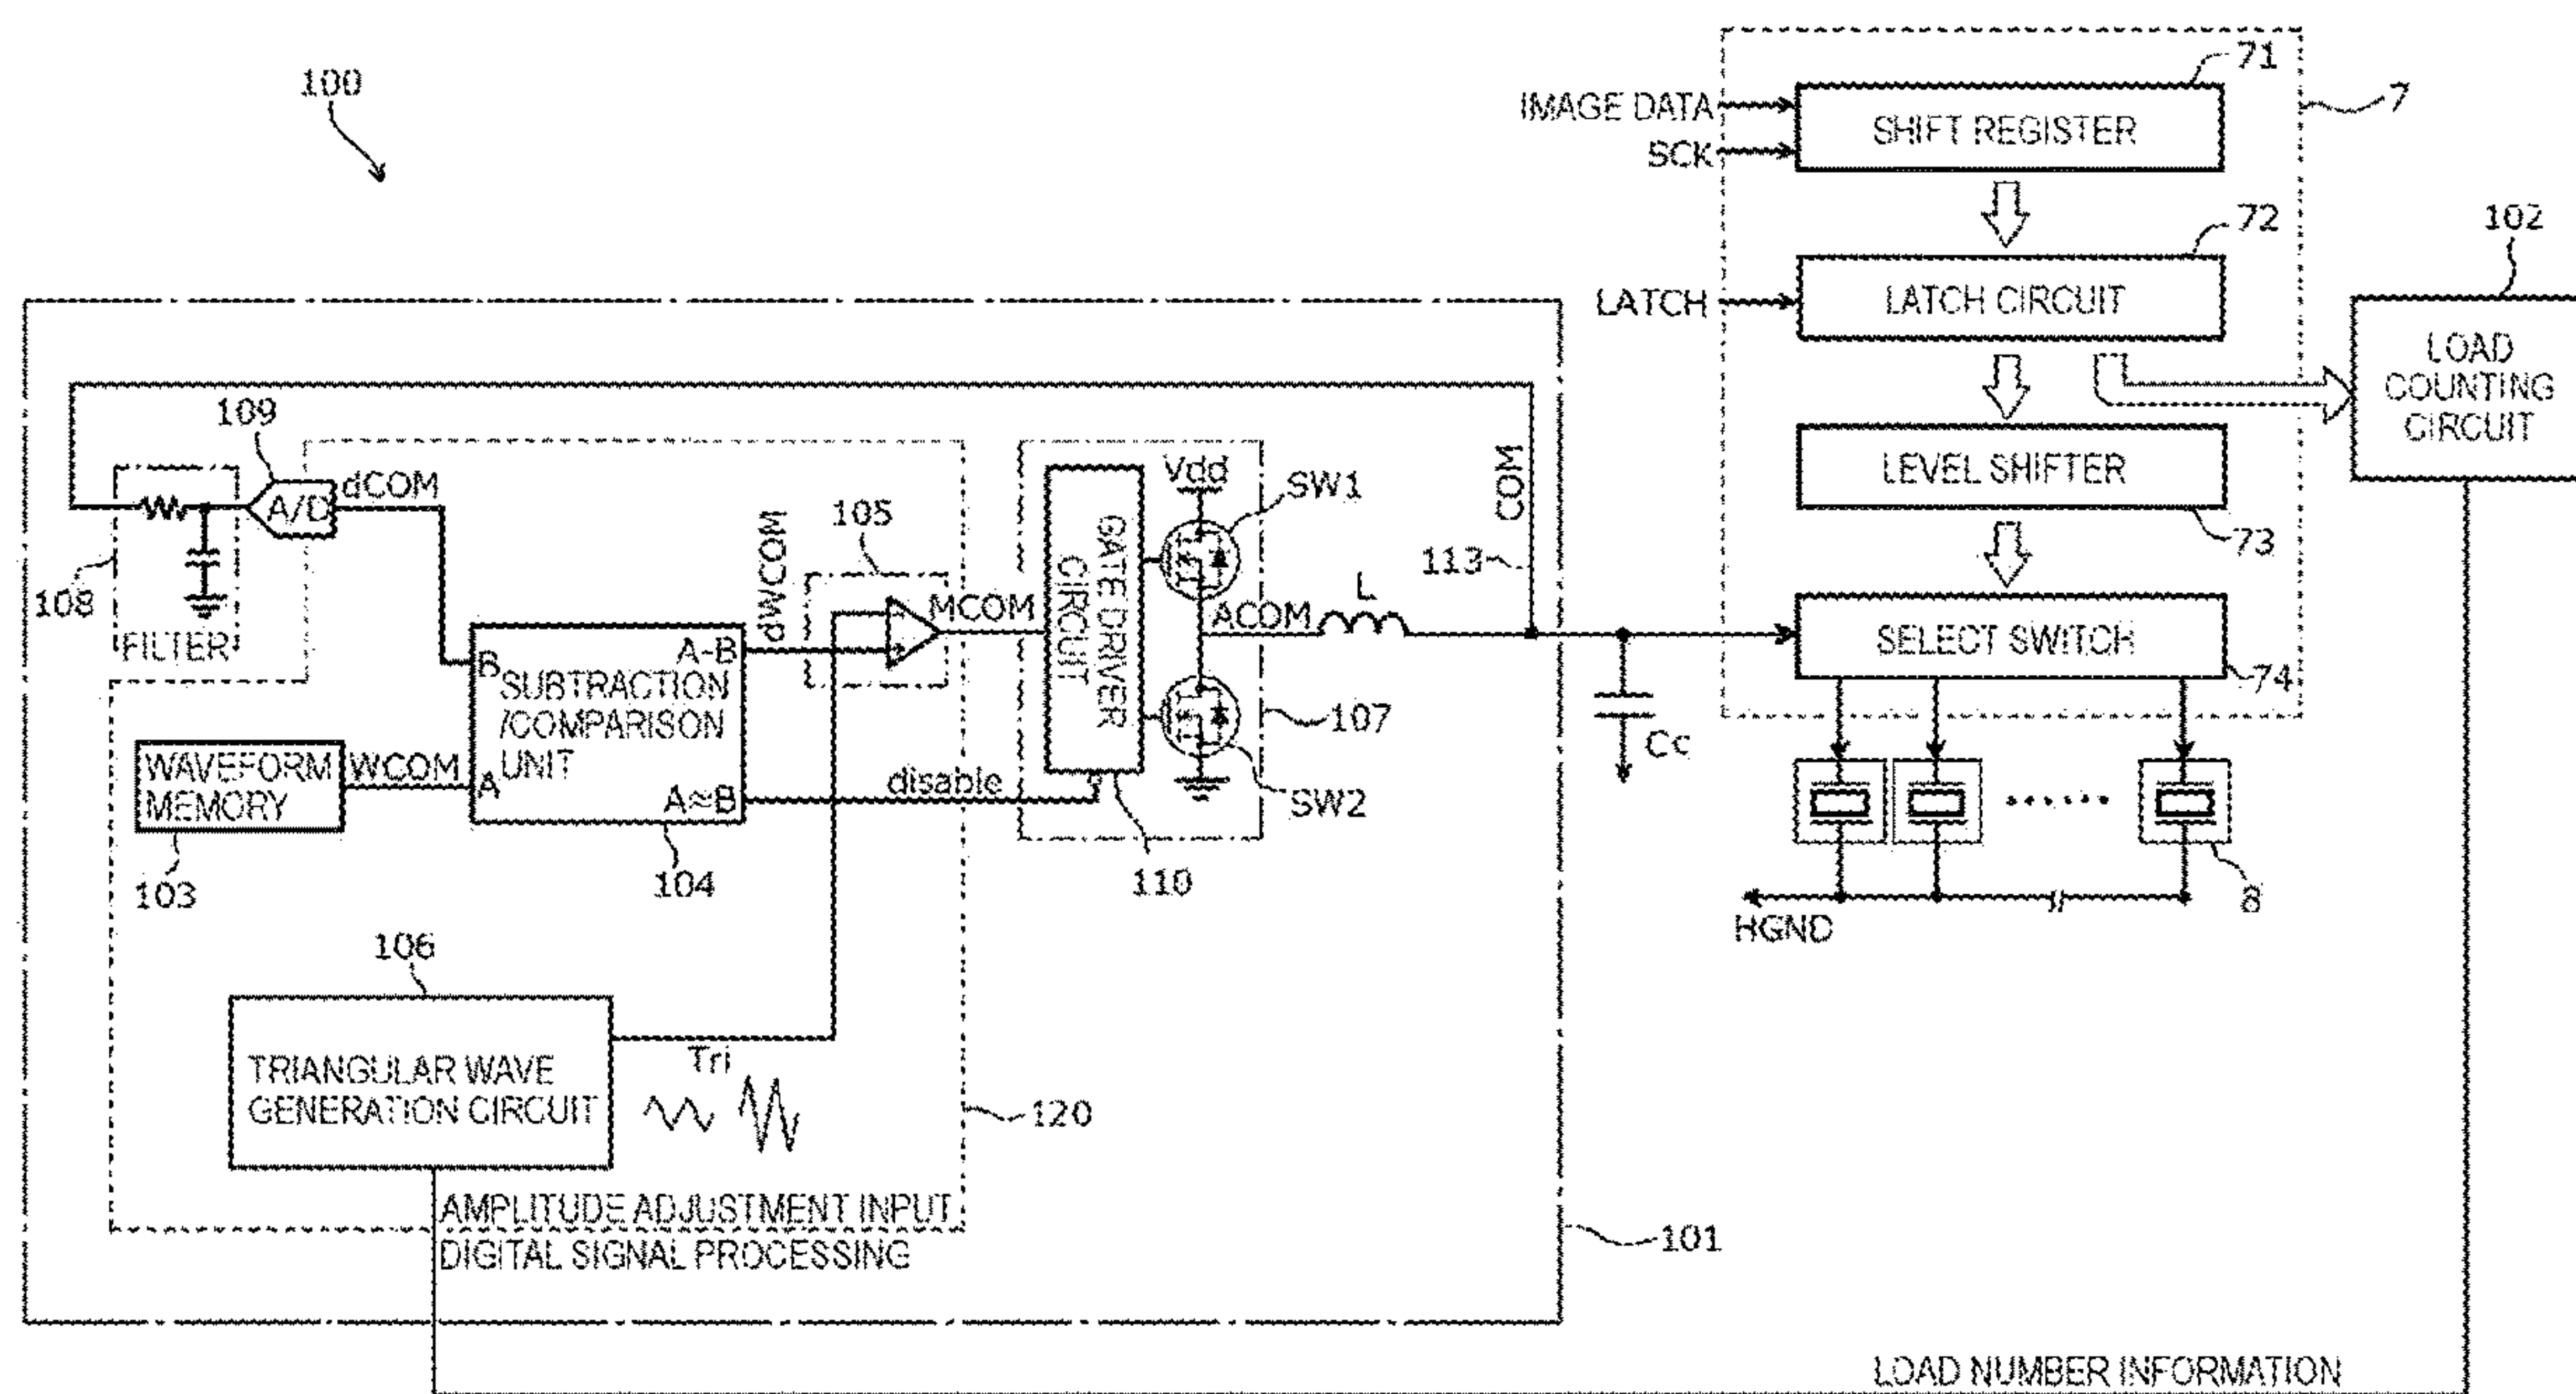 100
71
IMAGE DATA
SHIFT REGISTER
7
SCK
72
102
LATCH
LATCH CIRCUIT
LOAD
COUNTING
CIRCUIT
LEVEL SHIFTER
73
SELECT SWITCH
74
109
A/D
dCOM
108
FILTER
WAVEFORM
MEMORY
WCOM
103
B
A
A-B
A≈B
SUBTRACTION
/COMPARISON
UNIT
104
dWCOM
105
MCOM
disable
GATE DRIVER
CIRCUIT
110
Vdd
SW1
ACOM
SW2
107
L
113
COM
Cc
8
HGND
106
TRIANGULAR WAVE
GENERATION CIRCUIT
Tri
120
AMPLITUDE ADJUSTMENT INPUT
DIGITAL SIGNAL PROCESSING
101
LOAD NUMBER INFORMATION